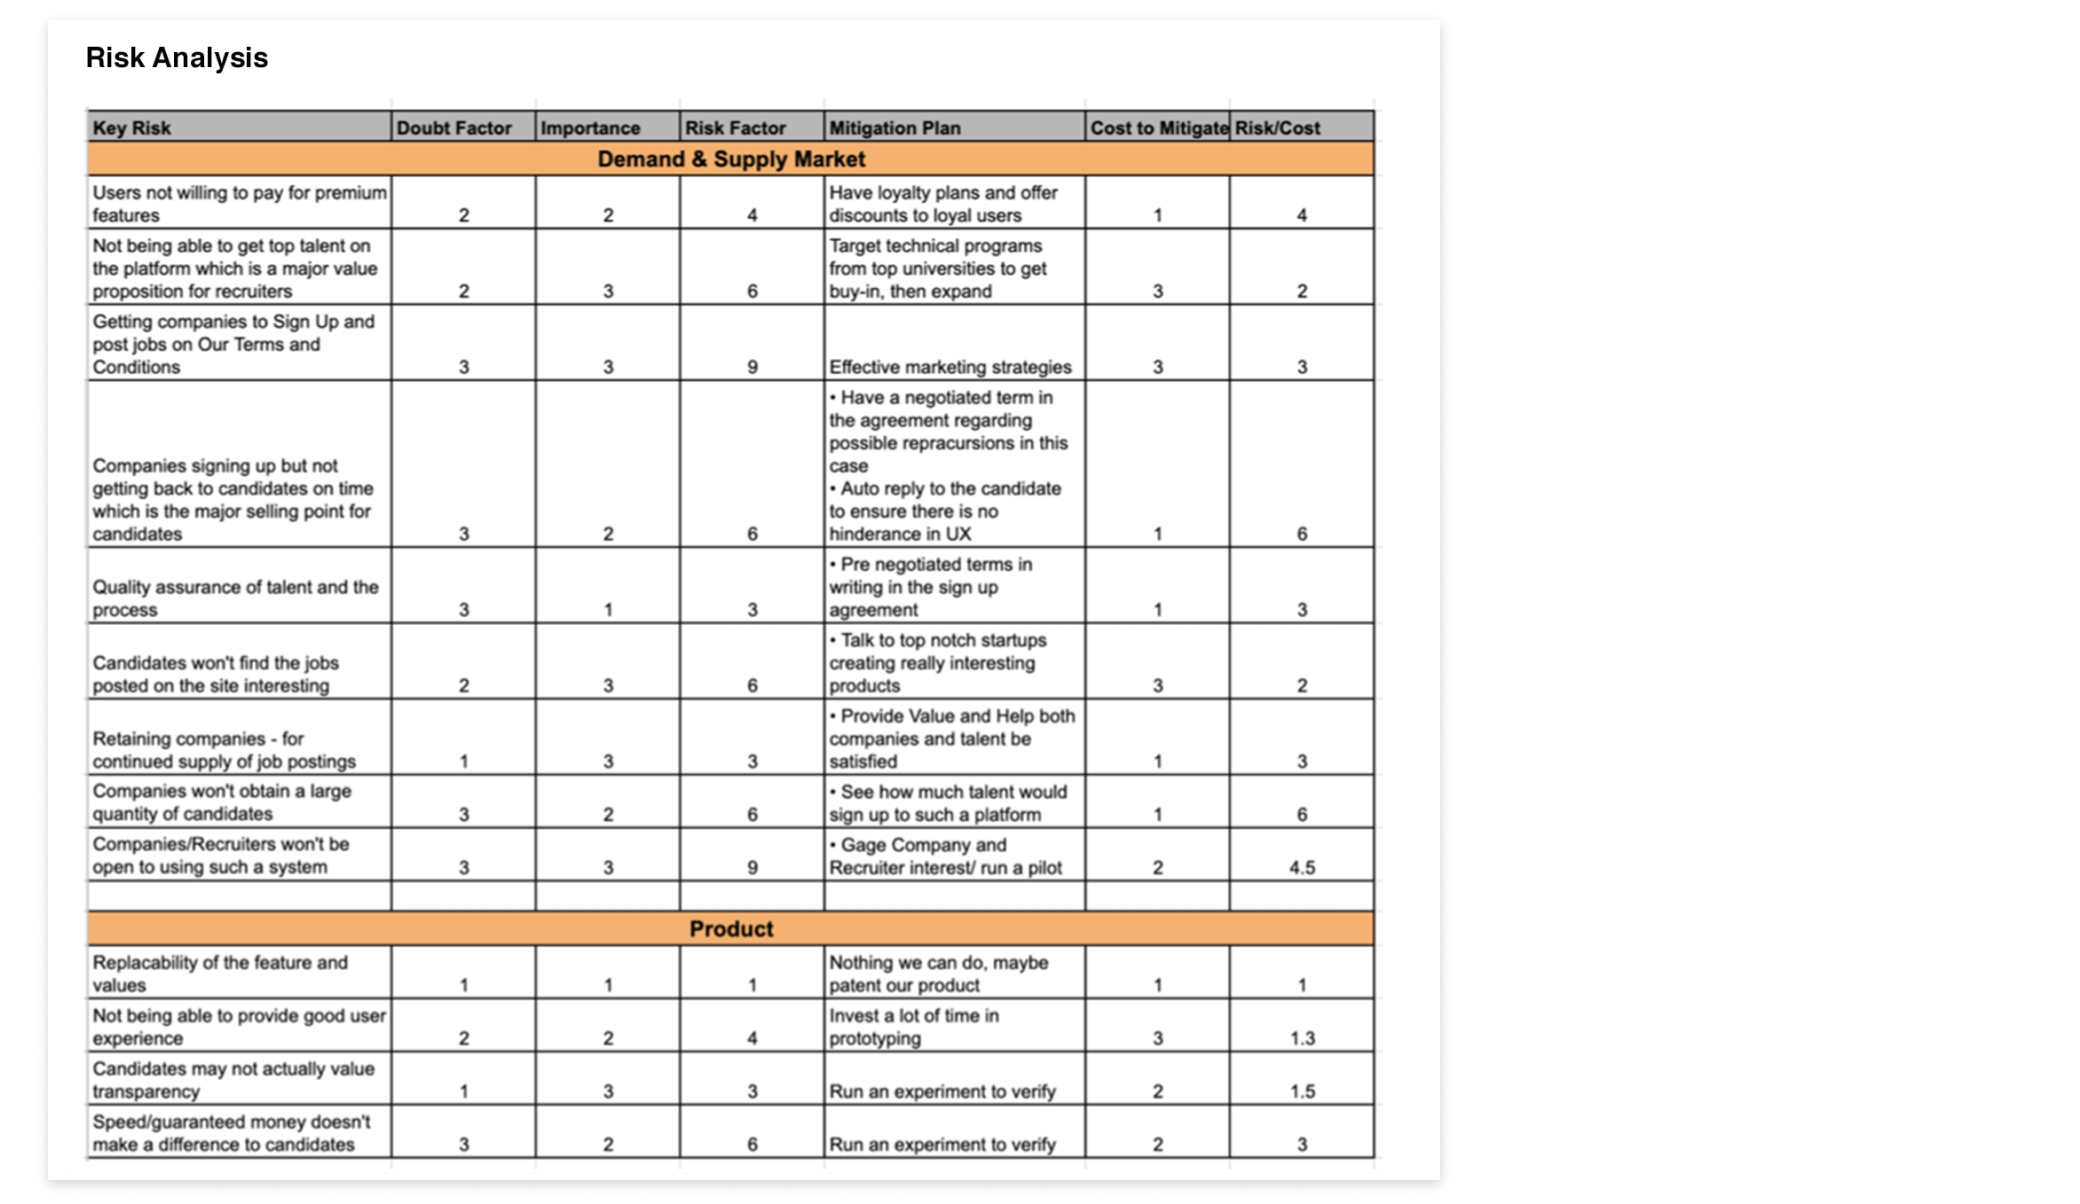 Risk Analysis
Key Risk Doubt Factor Importance Risk Factor Mitigation Plan Cost to Mitigate Risk/Cost
Demand & Supply Market
Users not willing to pay for premium
features
2 2 4
Have loyalty plans and offer
discounts to loyal users
1 4
Not being able to get top talent on
the platform which is a major value
proposition for recruiters
2 3 6
Target technical programs
from top universities to get
buy-in, then expand
3 2
Getting companies to Sign Up and
post jobs on Our Terms and
Conditions
3 3 9
Effective marketing strategies
3 3
Companies signing up but not
getting back to candidates on time
which is the major selling point for
candidates
3 2 6
• Have a negotiated term in
the agreement regarding
possible repracursions in this
case
• Auto reply to the candidate
to ensure there is no
hinderance in UX
1 6
Quality assurance of talent and the
process
3 1 3
• Pre negotiated terms in
writing in the sign up
agreement
1 3
Candidates won't find the jobs
posted on the site interesting
2 3 6
• Talk to top notch startups
creating really interesting
products
3 2
Retaining companies - for
continued supply of job postings
1 3 3
• Provide Value and Help both
companies and talent be
satisfied
1 3
Companies won't obtain a large
quantity of candidates
3 2 6
• See how much talent would
sign up to such a platform
1 6
Companies/Recruiters won't be
open to using such a system
3 3 9
• Gage Company and
Recruiter interest/ run a pilot
2 4.5
Product
Replacability of the feature and
values
1 1 1
Nothing we can do, maybe
patent our product
1 1
Not being able to provide good user
experience
2 2 4
Invest a lot of time in
prototyping
3 1.3
Candidates may not actually value
transparency
1 3 3
Run an experiment to verify
2 1.5
Speed/guaranteed money doesn't
make a difference to candidates
3 2 6
Run an experiment to verify
2 3